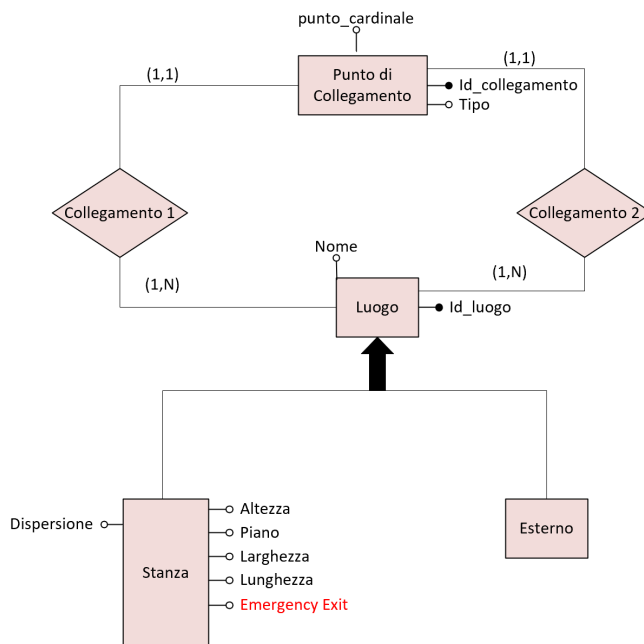 punto_cardinale
(1,1)
(1,1)
Punto di
Collegamento
Id_collegamento
Tipo
Collegamento 1
Collegamento 2
Nome
(1,N)
(1,N)
Luogo
Id_luogo
Altezza
Dispersione
Piano
Esterno
Larghezza
Stanza
Lunghezza
Emergency Exit